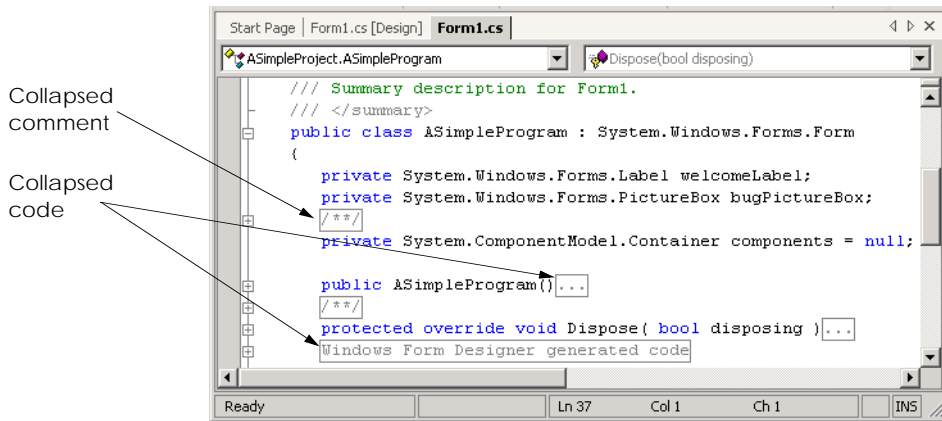 Start Page Form1.cs [Design] Form1.cs
ASimpleProject.ASimpleProgram Dispose(bool disposing)
Collapsed
comment
Collapsed
code
/// Summary description for Form1.
/// </summary>
public class ASimpleProgram : System.Windows.Forms.Form
{
private System.Windows.Forms.Label welcomeLabel;
private System.Windows.Forms.PictureBox bugPictureBox;
/**/
private System.ComponentModel.Container components = null;
public ASimpleProgram()...
/**/
protected override void Dispose( bool disposing )...
Windows Form Designer generated code
Ready Ln 37 Col 1 Ch 1 INS